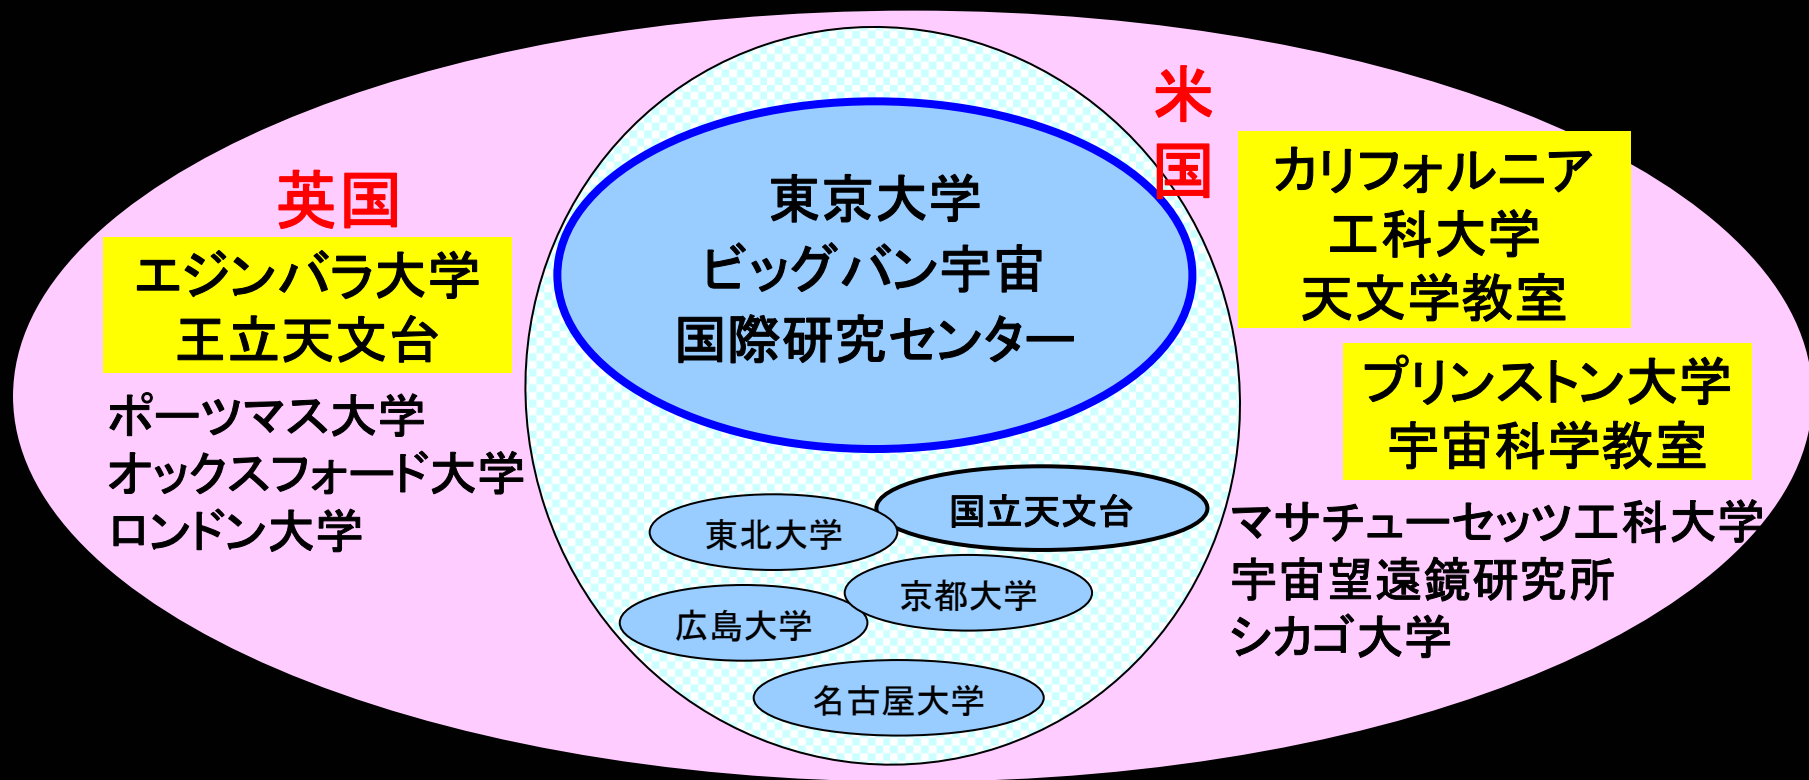 英国
エジンバラ大学
王立天文台
ポーツマス大学
オックスフォード大学
ロンドン大学
東京大学
ビッグバン宇宙
国際研究センター
国立天文台
東北大学
京都大学
広島大学
名古屋大学
米
国
カリフォルニア
工科大学
天文学教室
プリンストン大学
宇宙科学教室
マサチューセッツ工科大学
宇宙望遠鏡研究所
シカゴ大学